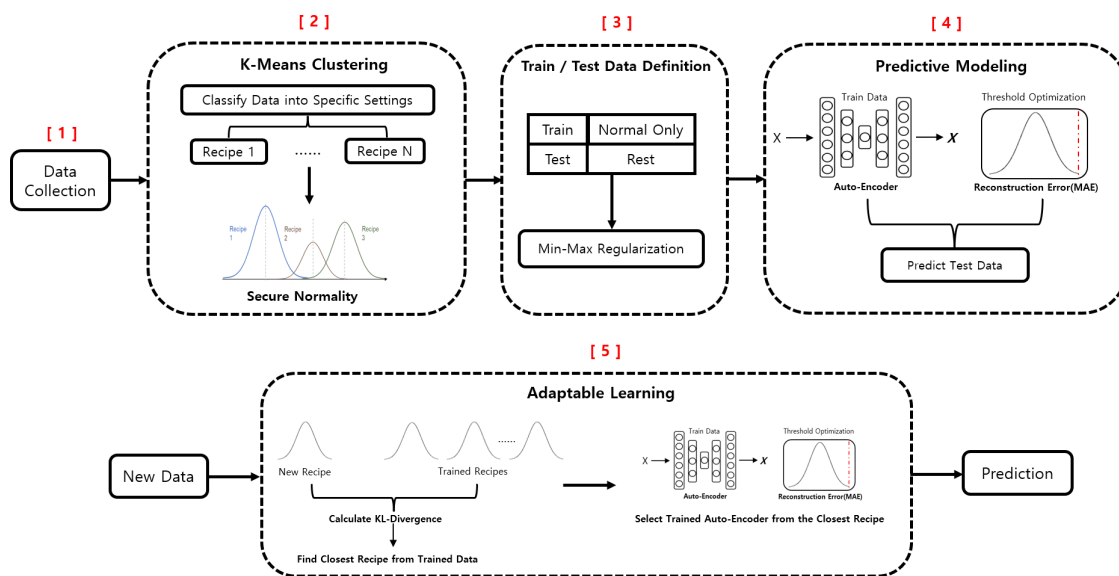 [ 1 ]
Data
Collection
[ 2 ]
K-Means Clustering
Classify Data into Specific Settings
Recipe 1
......
Recipe N
Recipe
1
Recipe
2
Recipe
3
Secure Normality
[ 3 ]
Train / Test Data Definition
Train
Normal Only
Test
Rest
Min-Max Regularization
[ 4 ]
Predictive Modeling
Train Data
Threshold Optimization
X
X
Auto-Encoder
Reconstruction Error(MAE)
Predict Test Data
[ 5 ]
Adaptable Learning
New Data
New Recipe
......
Trained Recipes
Calculate KL-Divergence
Find Closest Recipe from Trained Data
Train Data
Threshold Optimization
X
X
Auto-Encoder
Reconstruction Error(MAE)
Select Trained Auto-Encoder from the Closest Recipe
Prediction